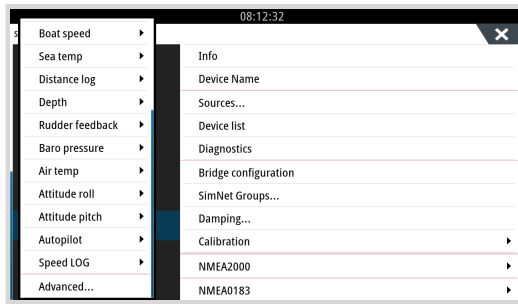 08:12:32
Boat speed
Sea temp
Distance log
Depth
Rudder feedback
Baro pressure
Air temp
Attitude roll
Attitude pitch
Autopilot
Speed LOG
Advanced...
Info
Device Name
Sources...
Device list
Diagnostics
Bridge configuration
SimNet Groups...
Damping...
Calibration
NMEA2000
NMEA0183